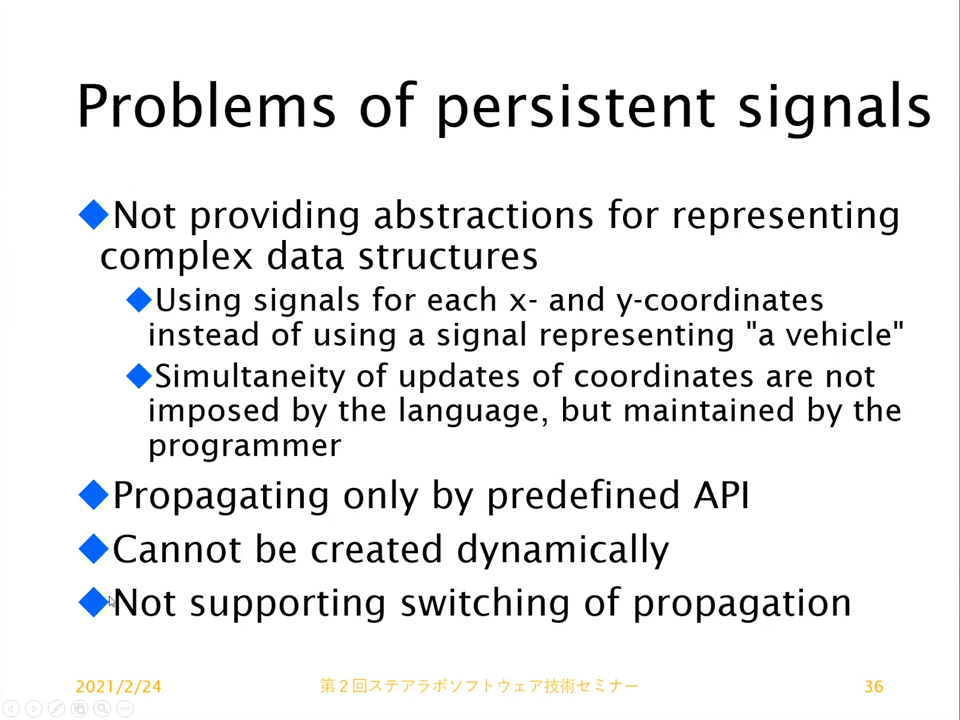 Problems of persistent signals
◆Not providing abstractions for representing
complex data structures
◆Using signals for each x- and y-coordinates
instead of using a signal representing "a vehicle"
◆Simultaneity of updates of coordinates are not
imposed by the language, but maintained by the
programmer
◆Propagating only by predefined API
◆Cannot be created dynamically
◆Not supporting switching of propagation
2021/2/24 第２回ステアラボソフトウェア技術セミナー 36